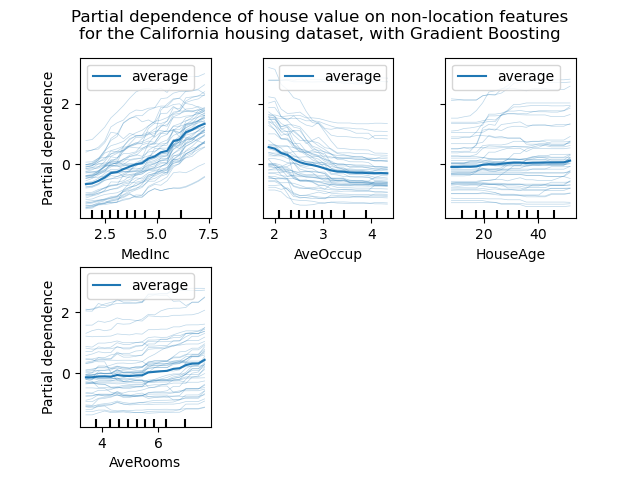 Partial dependence of house value on non-location features
for the California housing dataset, with Gradient Boosting
average
average
average
Partial dependence
2
0
2.5 5.0 7.5
2 3 4
20 40
MedInc
AveOccup
HouseAge
average
Partial dependence
2
0
4 6
AveRooms